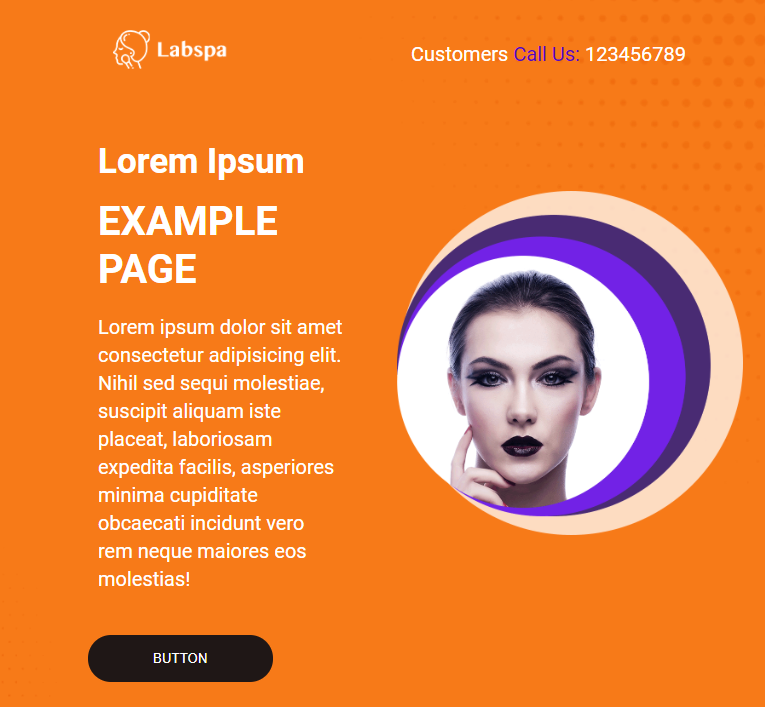 Labspa
Customers Call Us: 123456789
Lorem Ipsum
EXAMPLE
PAGE
Lorem ipsum dolor sit amet
consectetur adipisicing elit.
Nihil sed sequi molestiae,
suscipit aliquam iste
placeat, laboriosam
expedita facilis, asperiores
minima cupiditate
obcaecati incidunt vero
rem neque maiores eos
molestias!
BUTTON